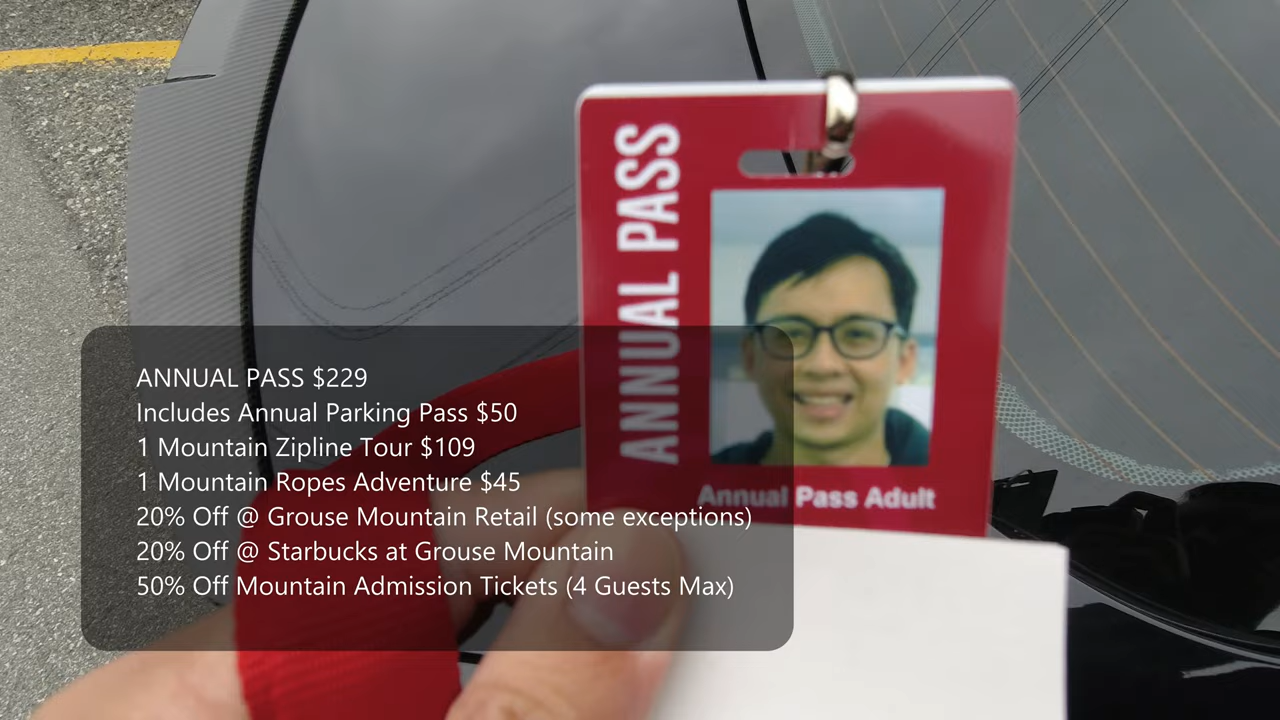 ANNUAL PASS
Annual Pass Adult
ANNUAL PASS $229
Includes Annual Parking Pass $50
1 Mountain Zipline Tour $109
1 Mountain Ropes Adventure $45
20% Off @ Grouse Mountain Retail (some exceptions)
20% Off @ Starbucks at Grouse Mountain
50% Off Mountain Admission Tickets (4 Guests Max)